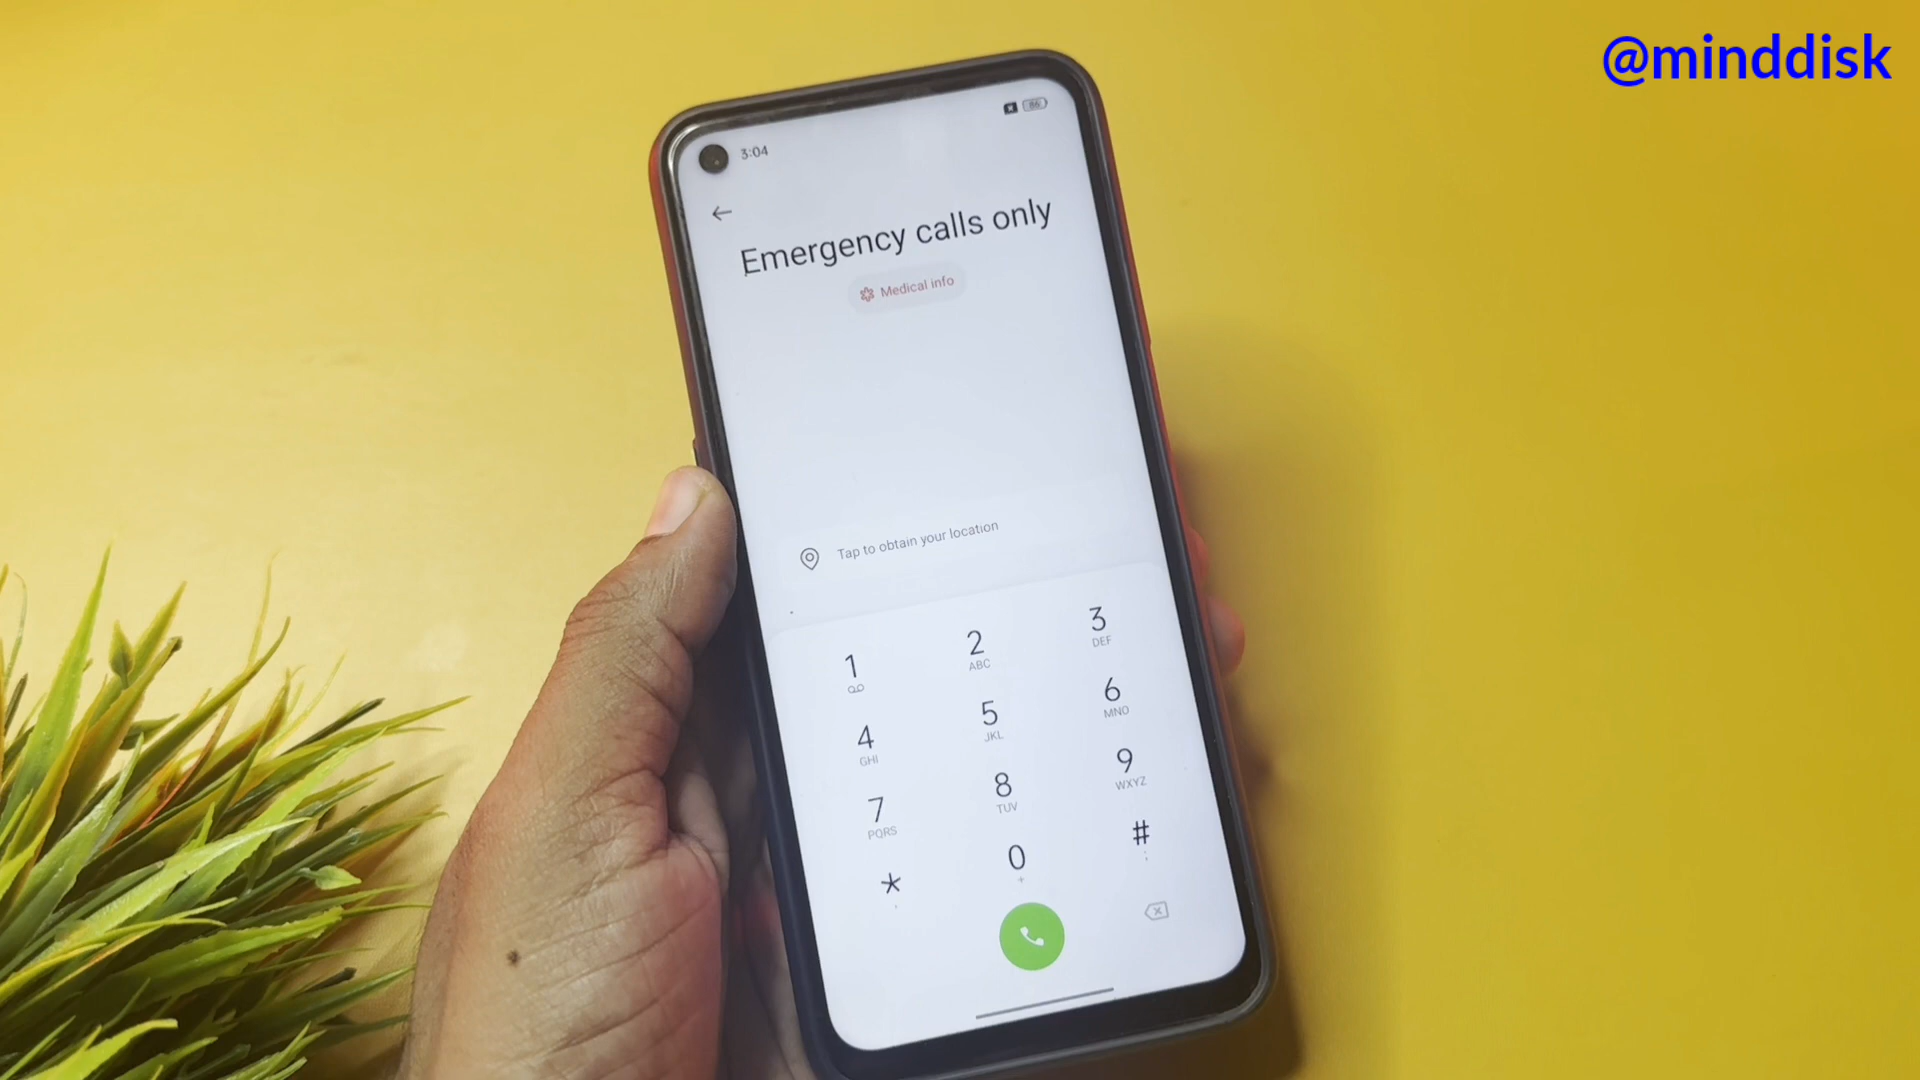 @minddisk
3:04
86
Emergency calls only
Medical info
Tap to obtain your location
1 2 3
ABC DEF
4 5 6
GHI JKL MNO
7 8 9
PQRS TUV WXYZ
* 0 #
, + ;